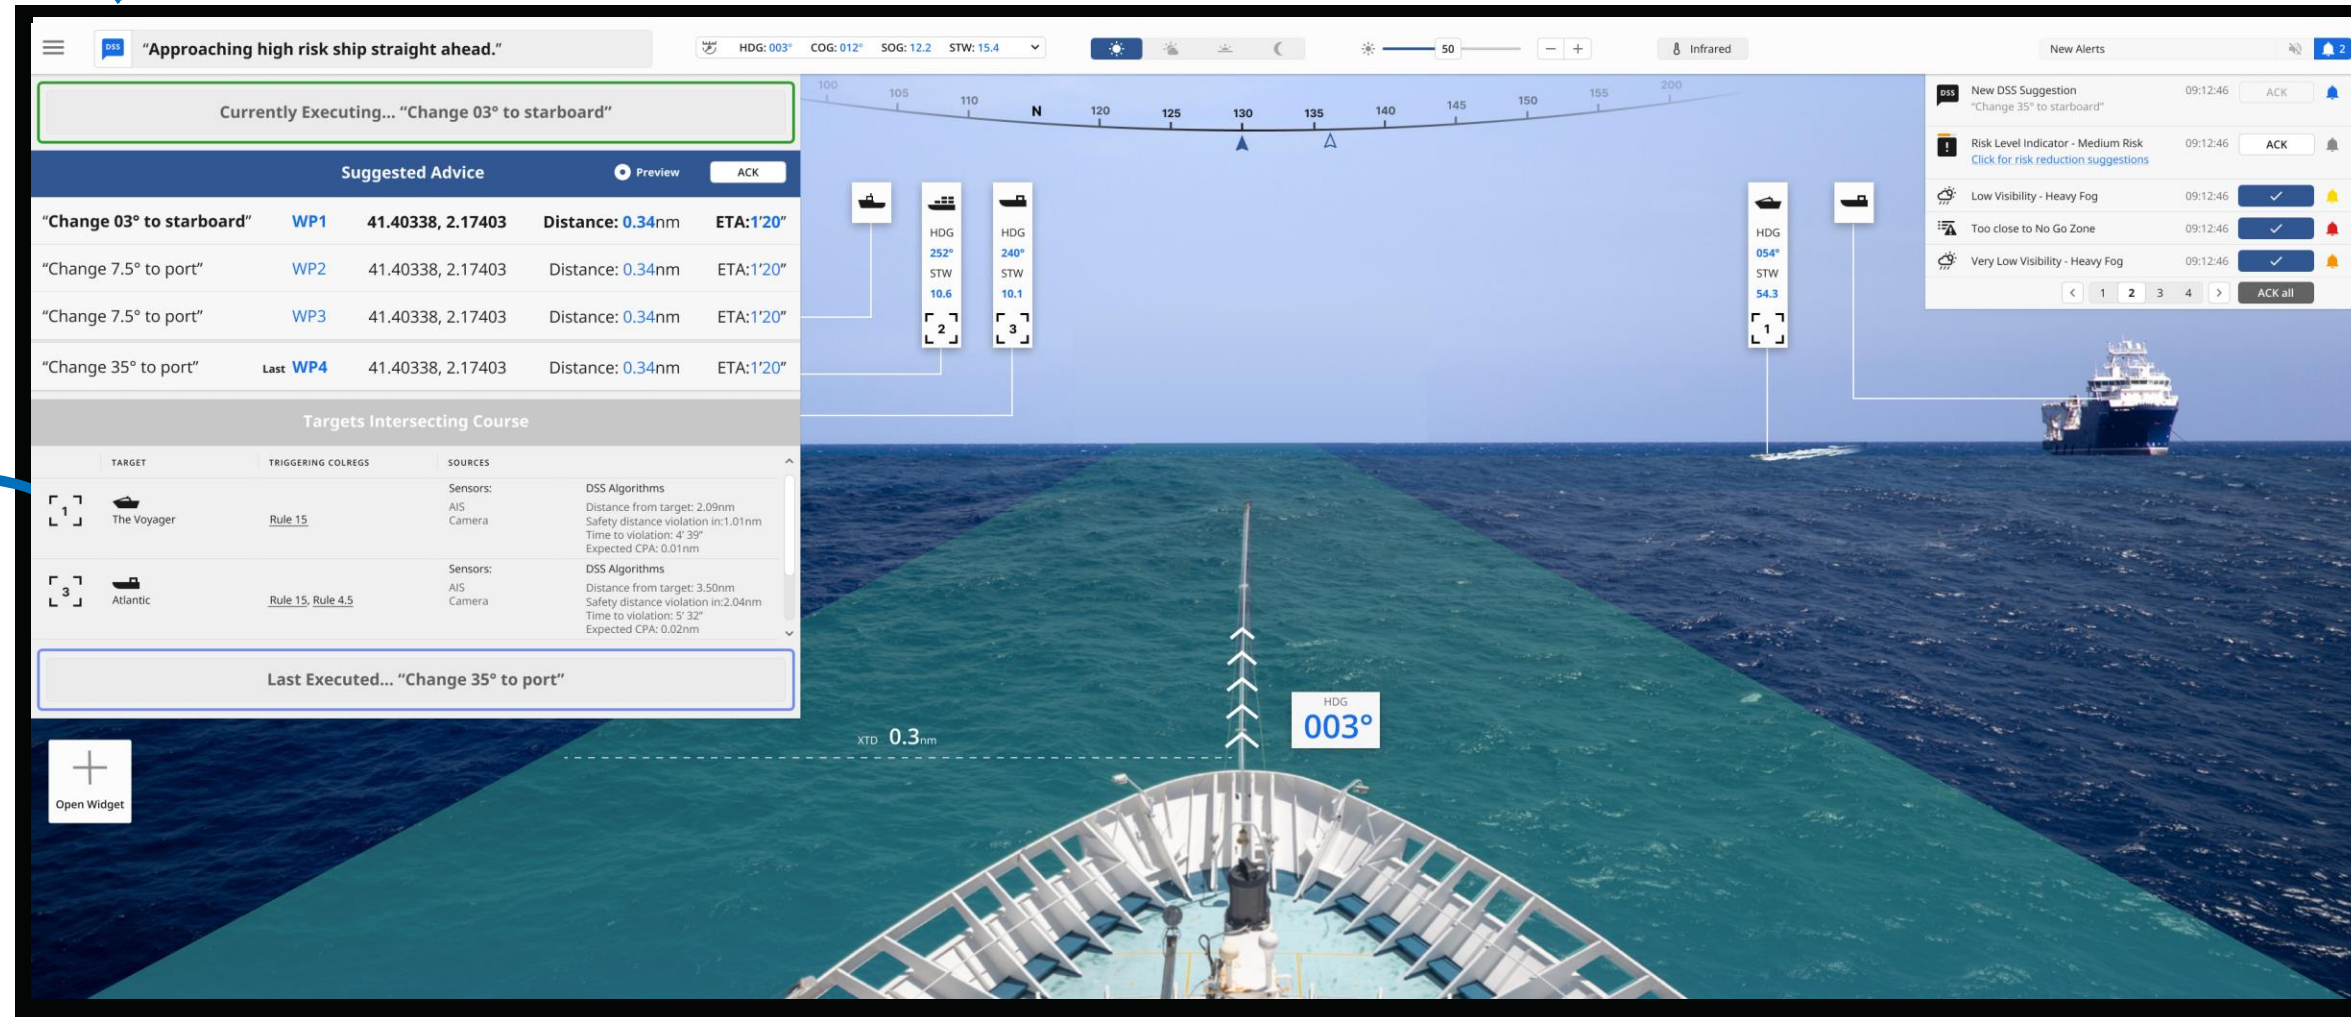 DSS "Approaching high risk ship straight ahead." HDG: 003° COG: 012° SOG: 12.2 STW: 15.4 50 − + Infrared New Alerts 2
Currently Executing... "Change 03° to starboard"
Suggested Advice Preview ACK
"Change 03° to starboard" WP1 41.40338, 2.17403 Distance: 0.34nm ETA:1'20"
"Change 7.5° to port" WP2 41.40338, 2.17403 Distance: 0.34nm ETA:1'20"
"Change 7.5° to port" WP3 41.40338, 2.17403 Distance: 0.34nm ETA:1'20"
"Change 35° to port" Last WP4 41.40338, 2.17403 Distance: 0.34nm ETA:1'20"
Targets Intersecting Course
TARGET TRIGGERING COLREGS SOURCES
1 The Voyager Rule 15
Sensors:
AIS
Camera
DSS Algorithms
Distance from target: 2.09nm
Safety distance violation in:1.01nm
Time to violation: 4' 39"
Expected CPA: 0.01nm
3 Atlantic Rule 15, Rule 4.5
Sensors:
AIS
Camera
DSS Algorithms
Distance from target: 3.50nm
Safety distance violation in:2.04nm
Time to violation: 5' 32"
Expected CPA: 0.02nm
Last Executed... "Change 35° to port"
Open Widget
100 105 110 N 120 125 130 135 140 145 150 155 200
HDG
252°
STW
10.6
2
HDG
240°
STW
10.1
3
HDG
054°
STW
54.3
1
DSS New DSS Suggestion 09:12:46 ACK
"Change 35° to starboard"
! Risk Level Indicator - Medium Risk 09:12:46 ACK
Click for risk reduction suggestions
Low Visibility - Heavy Fog 09:12:46
Too close to No Go Zone 09:12:46
Very Low Visibility - Heavy Fog 09:12:46
< 1 2 3 4 > ACK all
HDG
003°
XTD 0.3nm